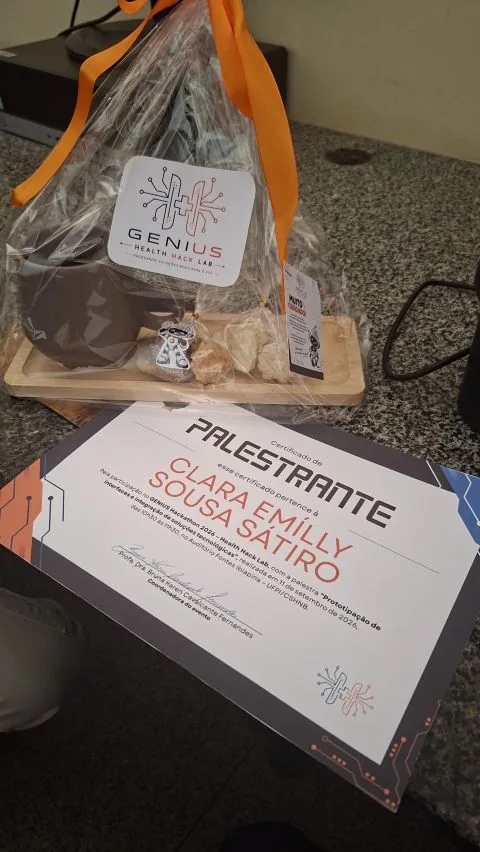 GENIUS
HEALTH HACK LAB
MUITO
Certificado de
PALESTRANTE
esse certificado pertence à
CLARA EMÍLLY
SOUSA SÁTIRO
Pela participação no GENIUS Hackathon 2026 - Health Hack Lab, com a palestra "Prototipação de
interfaces e integração de soluções tecnológicas", realizada em 11 de setembro de 2026,
das 10h30 às 11h30, no Auditório Fontes Ibiapina - UFPI/CSHNB.
Profa. Dra. Bruna Karen Cavalcante Fernandes
Coordenadora do evento